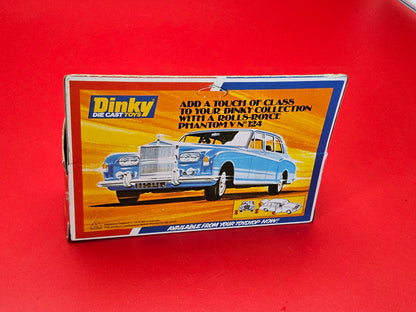 Dinky
DIE CAST TOYS
ADD A TOUCH OF CLASS
TO YOUR DINKY COLLECTION
WITH A ROLLS-ROYCE
PHANTOM V Nº124
AVAILABLE FROM YOUR TOYSHOP NOW!